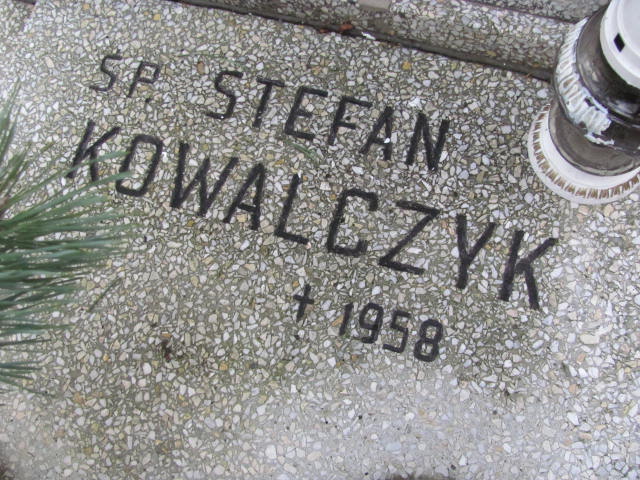 ŚP. STEFAN
KOWALCZYK
† 1958